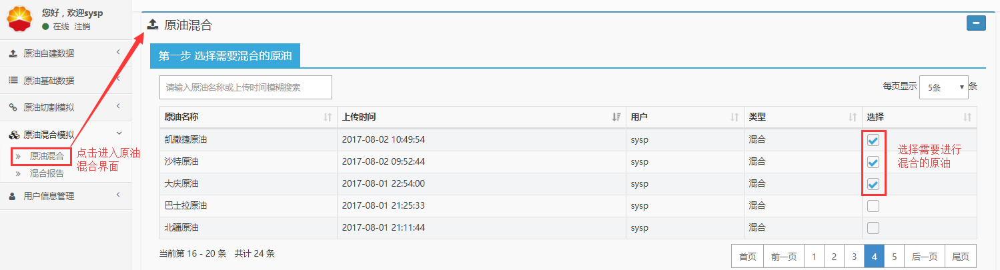 您好，欢迎sysp
在线 注销
原油自建数据
原油基础数据
原油切割模拟
原油混合模拟
» 原油混合
» 混合报告
用户信息管理
点击进入原油
混合界面
原油混合
第一步 选择需要混合的原油
请输入原油名称或上传时间模糊搜索
每页显示 5条 条
原油名称 上传时间 用户 类型 选择
凯撒捷原油 2017-08-02 10:49:54 sysp 混合
沙特原油 2017-08-02 09:52:44 sysp 混合
大庆原油 2017-08-01 22:54:00 sysp 混合
巴士拉原油 2017-08-01 21:25:33 sysp 混合
北疆原油 2017-08-01 21:11:44 sysp 混合
选择需要进行
混合的原油
当前第 16 - 20 条 共计 24 条
首页 前一页 1 2 3 4 5 后一页 尾页